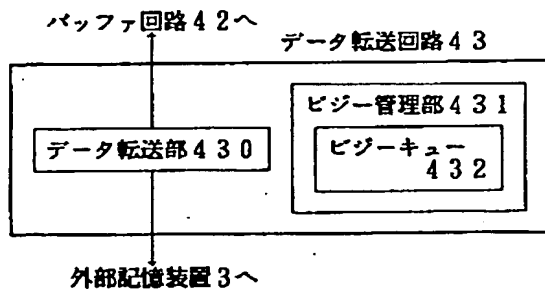 バッファ回路42へ
データ転送回路43
ビジー管理部431
データ転送部430
ビジーキュー
432
外部記憶装置3へ